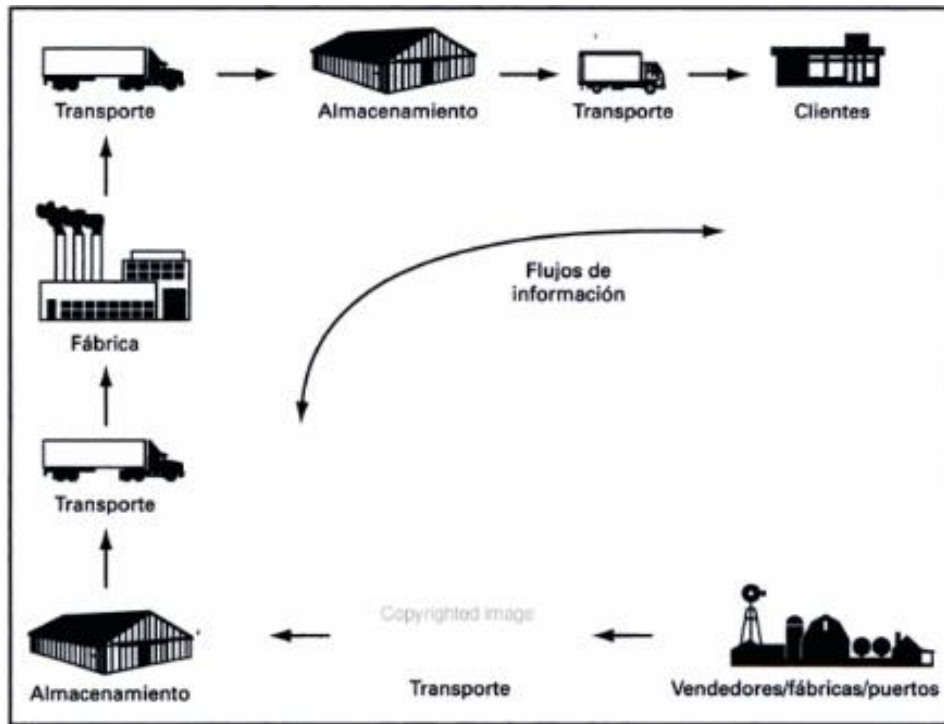 Transporte
Almacenamiento
Transporte
Clientes
Flujos de
información
Fábrica
Transporte
Copyrighted image
Almacenamiento
Transporte
Vendedores/fábricas/puertos